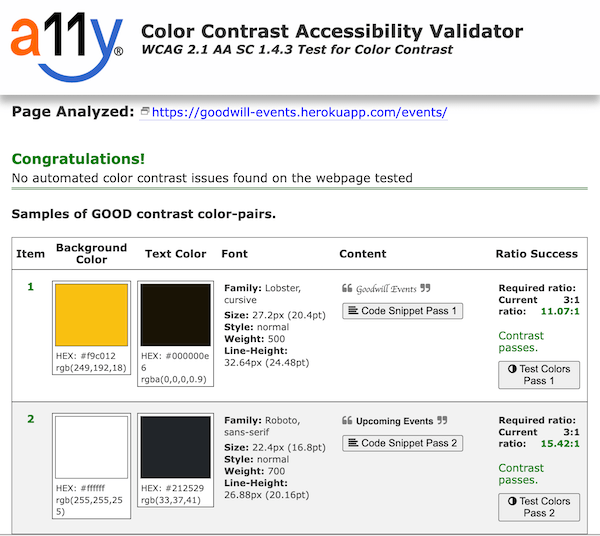 a11y®
Color Contrast Accessibility Validator
WCAG 2.1 AA SC 1.4.3 Test for Color Contrast
Page Analyzed: https://goodwill-events.herokuapp.com/events/
Congratulations!
No automated color contrast issues found on the webpage tested
Samples of GOOD contrast color-pairs.
Item
Background
Color
Text Color
Font
Content
Ratio Success
1
HEX: #f9c012
rgb(249,192,18)
HEX: #000000e
6
rgba(0,0,0,0.9)
Family: Lobster,
cursive
Size: 27.2px (20.4pt)
Style: normal
Weight: 500
Line-Height:
32.64px (24.48pt)
❝ Goodwill Events ❞
Code Snippet Pass 1
Required ratio:
Current 3:1
ratio: 11.07:1
Contrast
passes.
Test Colors
Pass 1
2
HEX: #ffffff
rgb(255,255,25
5)
HEX: #212529
rgb(33,37,41)
Family: Roboto,
sans-serif
Size: 22.4px (16.8pt)
Style: normal
Weight: 700
Line-Height:
26.88px (20.16pt)
❝ Upcoming Events ❞
Code Snippet Pass 2
Required ratio:
Current 3:1
ratio: 15.42:1
Contrast
passes.
Test Colors
Pass 2